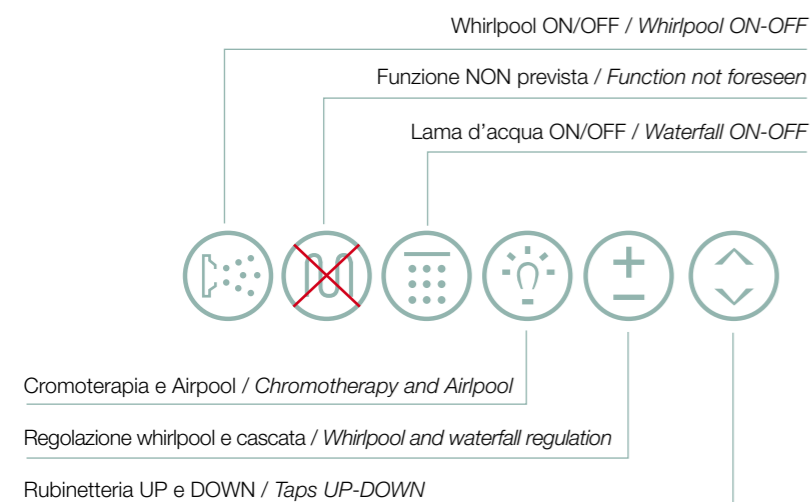 Whirlpool ON/OFF / Whirlpool ON-OFF
Funzione NON prevista / Function not foreseen
Lama d'acqua ON/OFF / Waterfall ON-OFF
Cromoterapia e Airpool / Chromotherapy and Airlpool
Regolazione whirlpool e cascata / Whirlpool and waterfall regulation
Rubinetteria UP e DOWN / Taps UP-DOWN